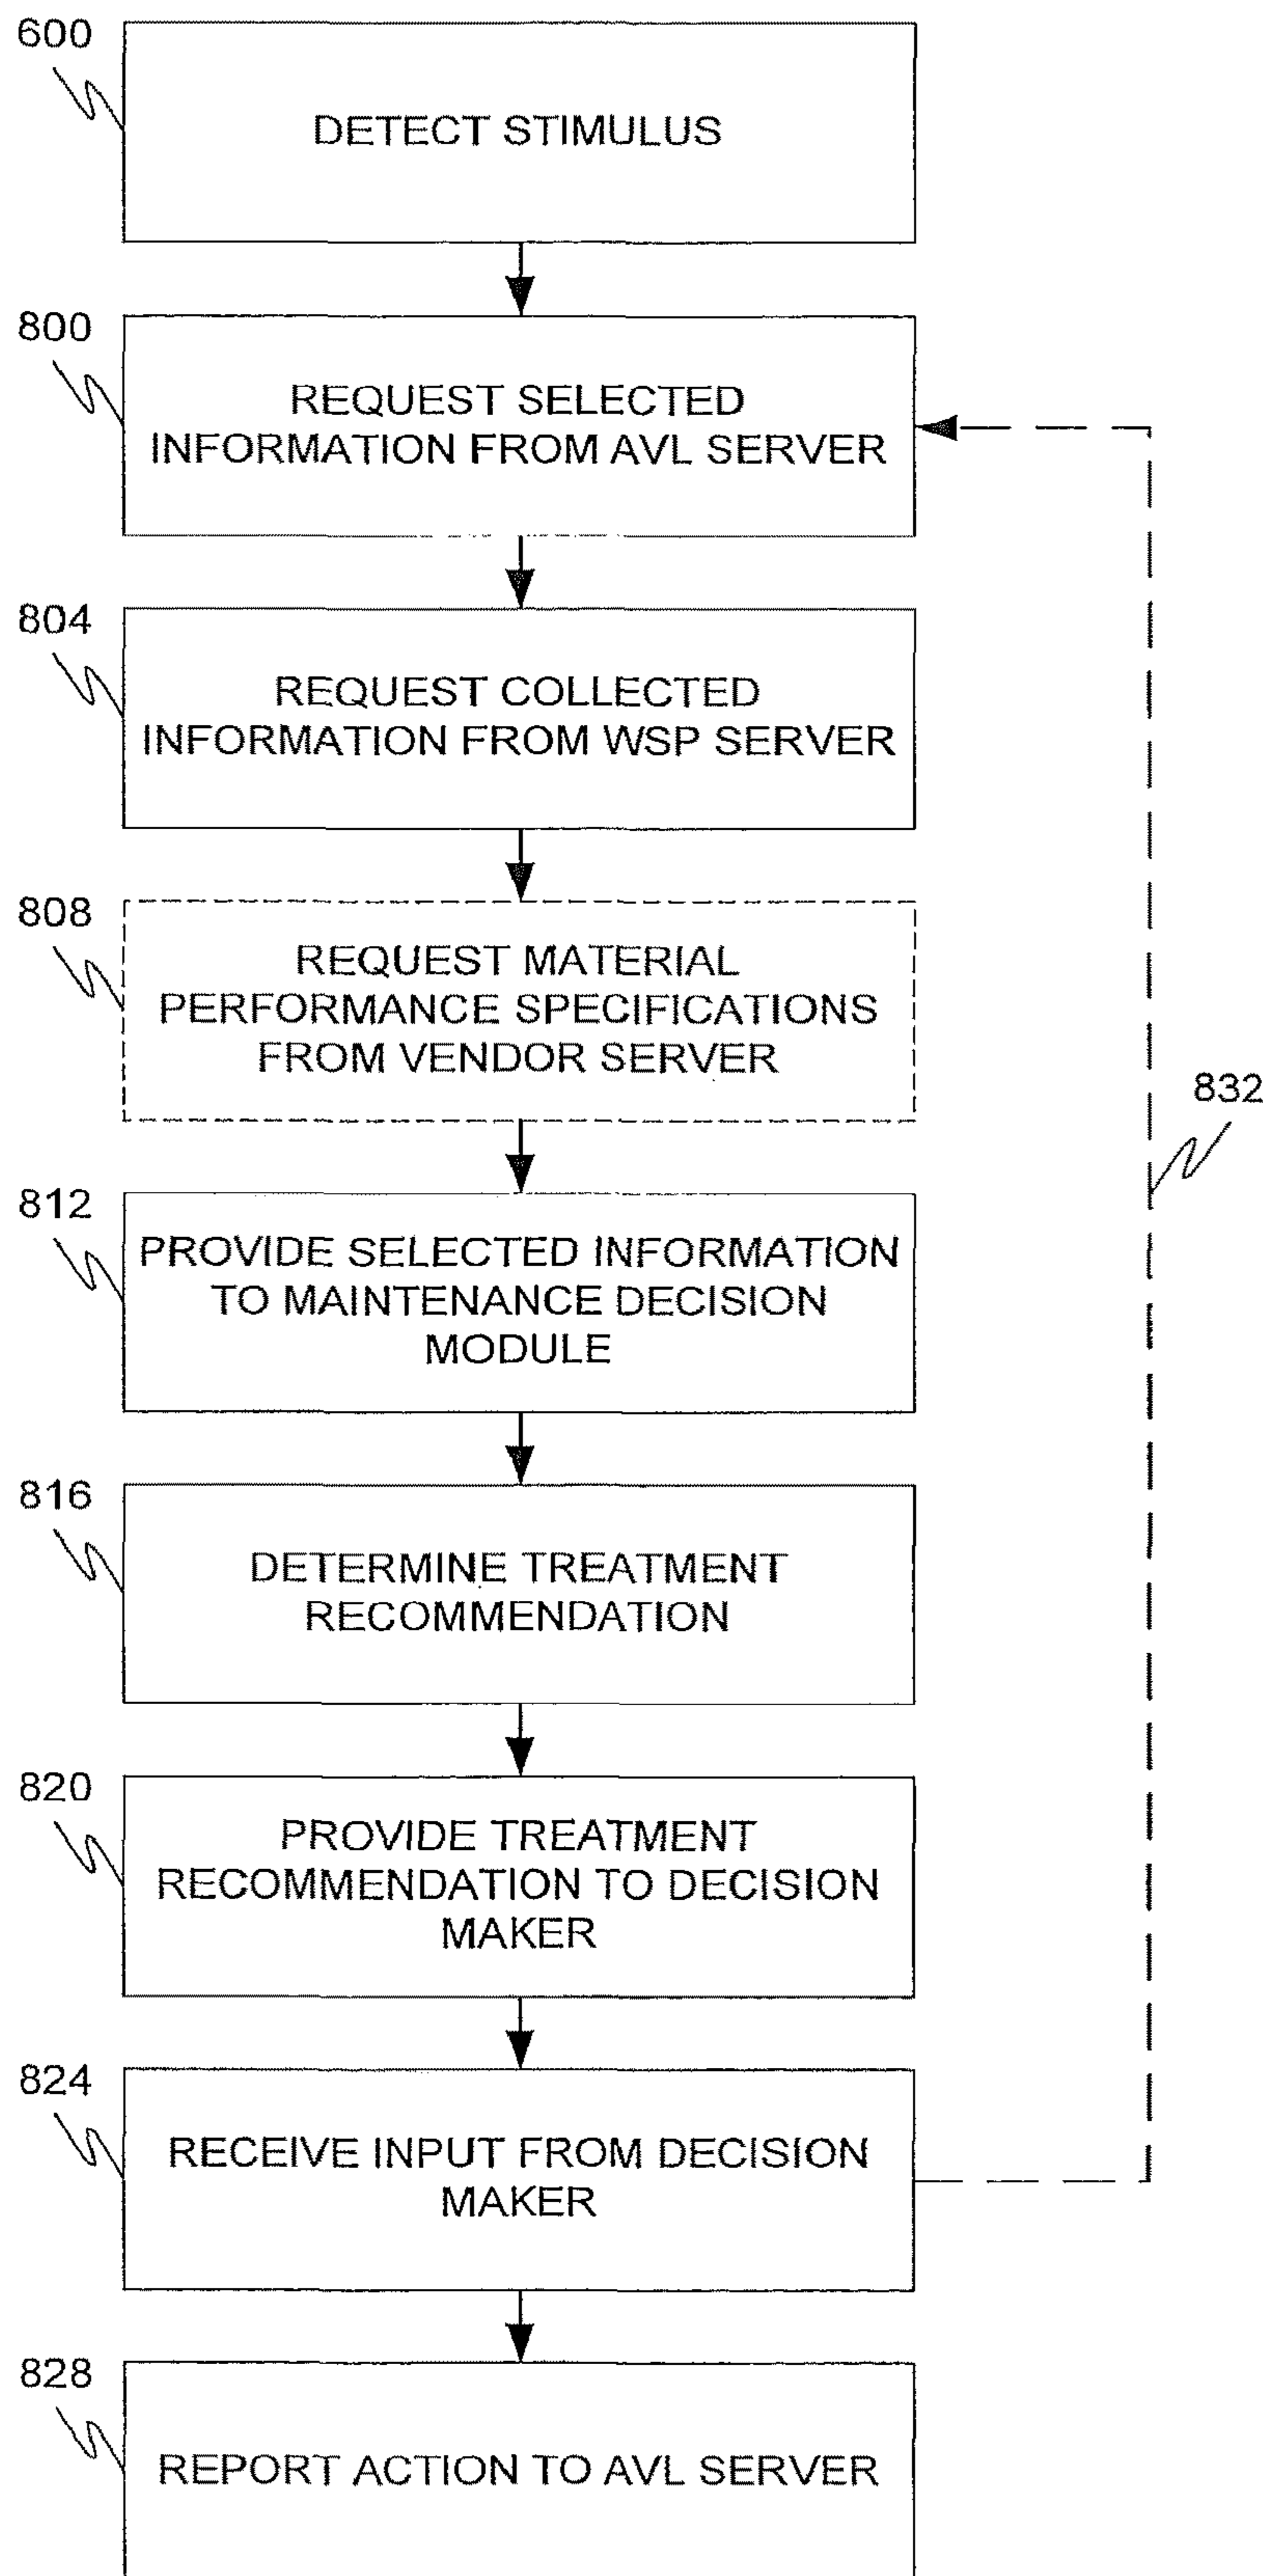 600
DETECT STIMULUS
800
REQUEST SELECTED
INFORMATION FROM AVL SERVER
804
REQUEST COLLECTED
INFORMATION FROM WSP SERVER
808
REQUEST MATERIAL
PERFORMANCE SPECIFICATIONS
FROM VENDOR SERVER
832
812
PROVIDE SELECTED INFORMATION
TO MAINTENANCE DECISION
MODULE
816
DETERMINE TREATMENT
RECOMMENDATION
820
PROVIDE TREATMENT
RECOMMENDATION TO DECISION
MAKER
824
RECEIVE INPUT FROM DECISION
MAKER
828
REPORT ACTION TO AVL SERVER